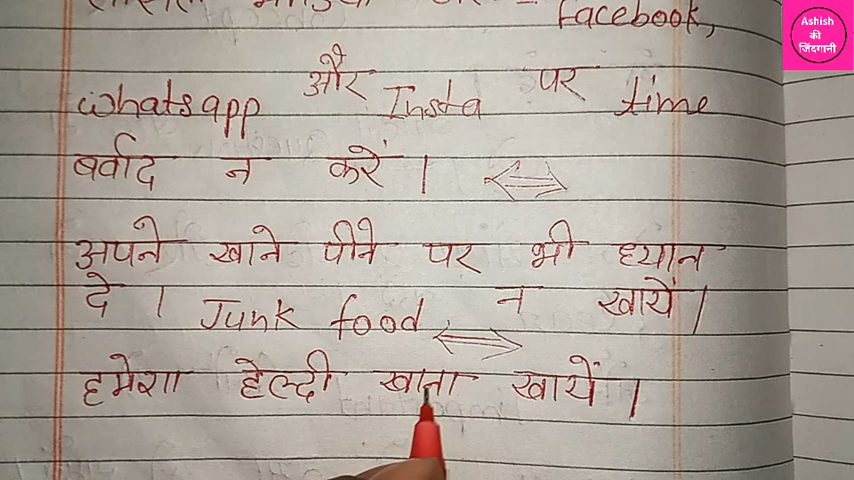 Facebook,
whatsapp और Insta पर time
बर्वाद न करें ।
अपने खाने पीने पर भी ध्यान
दे । Junk food न खायें ।
हमेशा हेल्दी खाना खायें ।
Ashish
की
जिंदगानी